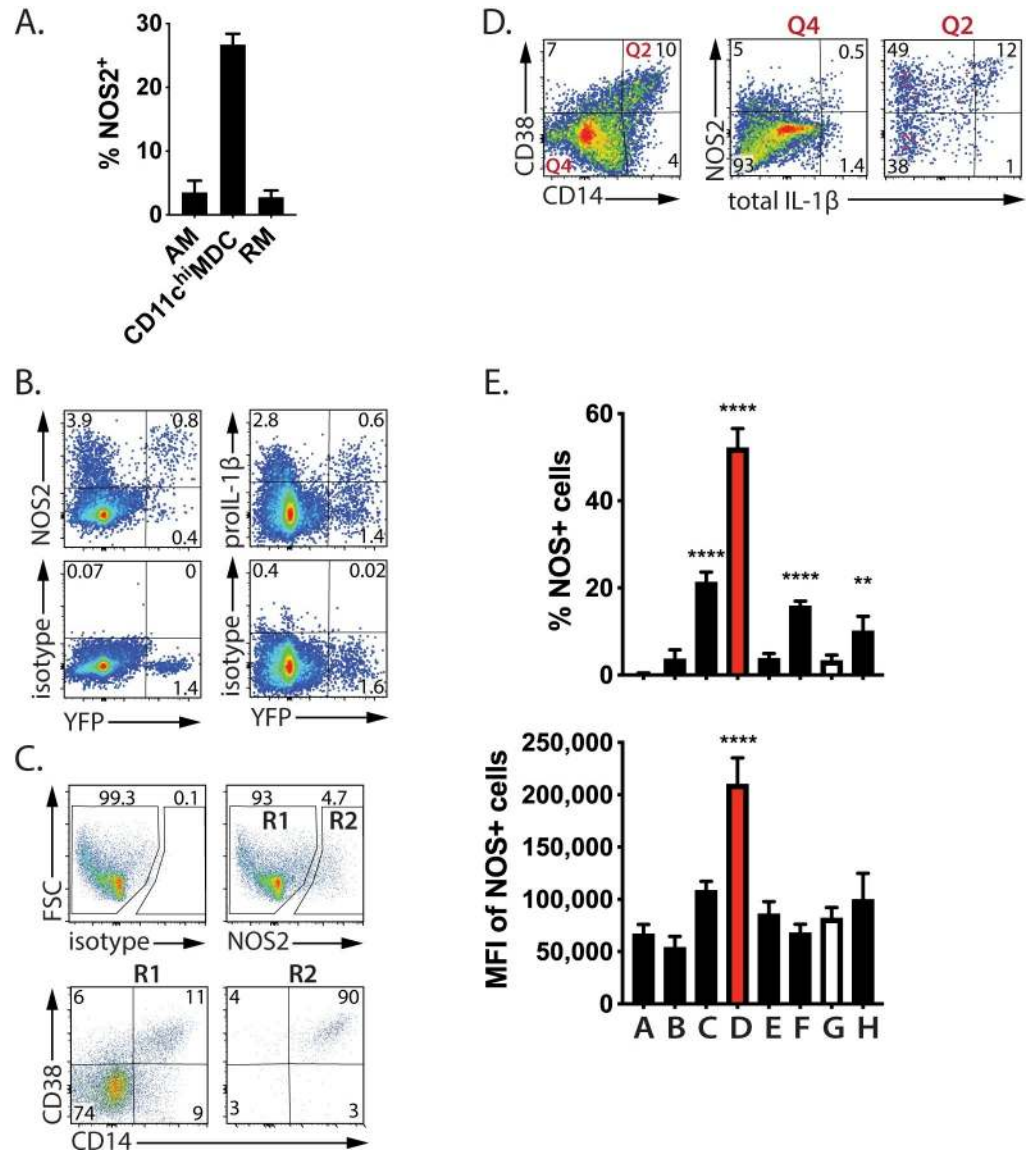 A.
30
20
10
0
% NOS2⁺
AM
CD11c^hi MDC
RM
B.
3.9 0.8
0.4
NOS2
2.8 0.6
1.4
proIL-1β
0.07 0
1.4
isotype
YFP
0.4 0.02
1.6
isotype
YFP
C.
99.3 0.1
FSC
isotype
93 4.7
R1 R2
NOS2
R1
6 11
74 9
CD38
CD14
R2
4 90
3 3
D.
7 Q2 10
Q4 4
CD38
CD14
Q4
5 0.5
93 1.4
NOS2
total IL-1β
Q2
49 12
38 1
E.
60
40
20
0
% NOS+ cells
****
****
****
**
250,000
200,000
150,000
100,000
50,000
0
MFI of NOS+ cells
****
A B C D E F G H